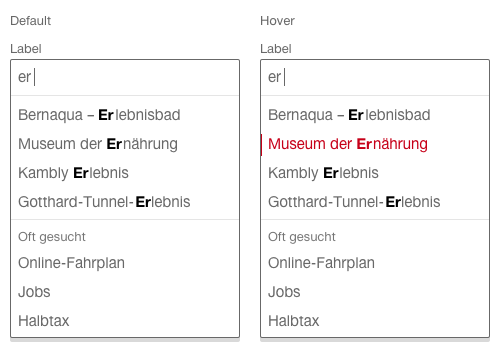 Default
Label
er
Bernaqua – Erlebnisbad
Museum der Ernährung
Kambly Erlebnis
Gotthard-Tunnel-Erlebnis
Oft gesucht
Online-Fahrplan
Jobs
Halbtax
Hover
Label
er
Bernaqua – Erlebnisbad
Museum der Ernährung
Kambly Erlebnis
Gotthard-Tunnel-Erlebnis
Oft gesucht
Online-Fahrplan
Jobs
Halbtax